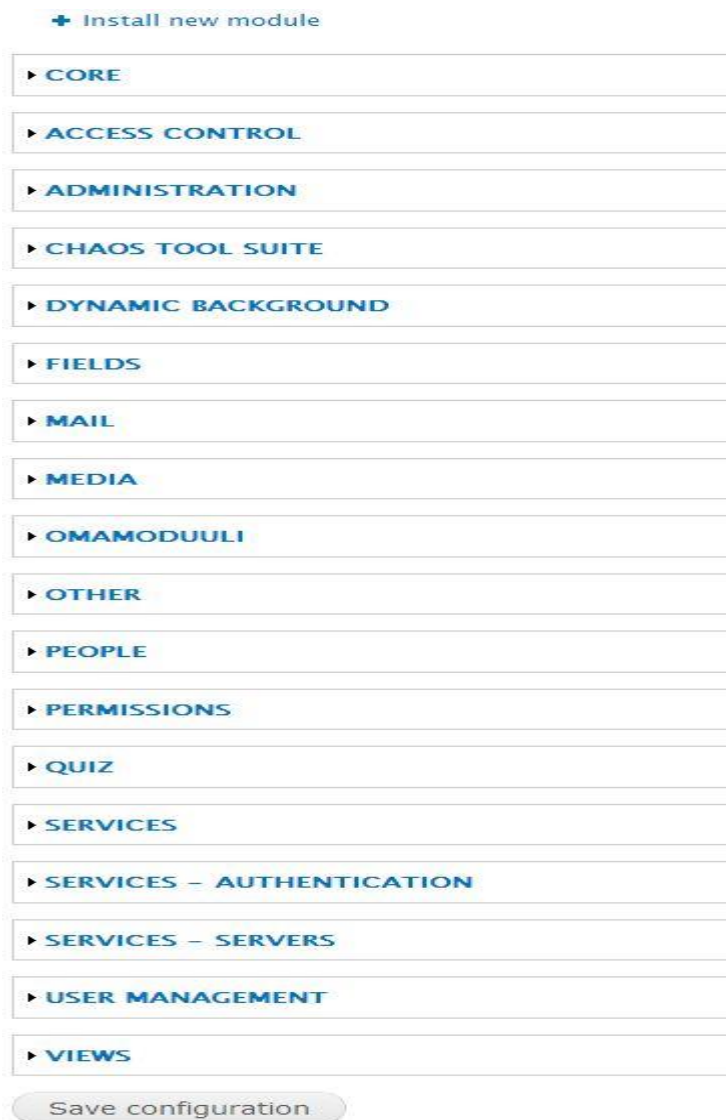 Install new module
CORE
ACCESS CONTROL
ADMINISTRATION
CHAOS TOOL SUITE
DYNAMIC BACKGROUND
FIELDS
MAIL
MEDIA
OMAMODUULI
OTHER
PEOPLE
PERMISSIONS
QUIZ
SERVICES
SERVICES – AUTHENTICATION
SERVICES – SERVERS
USER MANAGEMENT
VIEWS
Save configuration